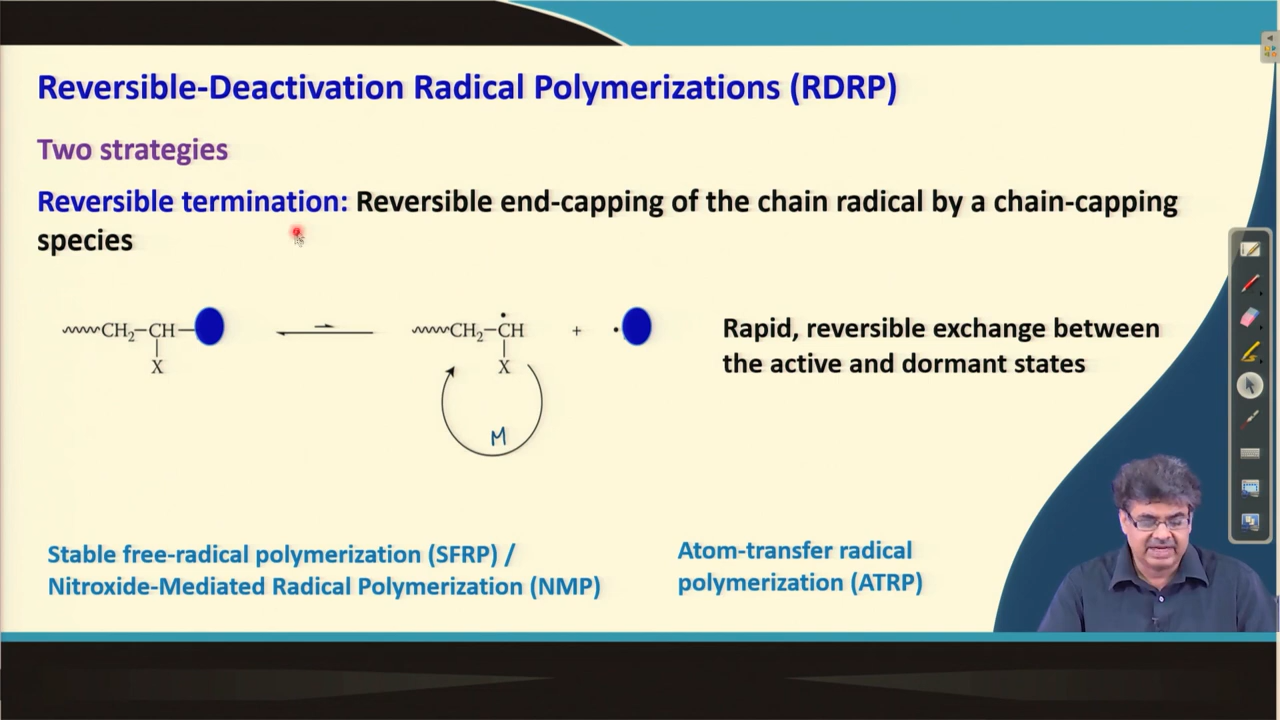 Reversible-Deactivation Radical Polymerizations (RDRP)
Two strategies
Reversible termination: Reversible end-capping of the chain radical by a chain-capping
species
CH₂–CH–
X
CH₂–ĊH
X
+
·
M
Rapid, reversible exchange between
the active and dormant states
Stable free-radical polymerization (SFRP) /
Nitroxide-Mediated Radical Polymerization (NMP)
Atom-transfer radical
polymerization (ATRP)